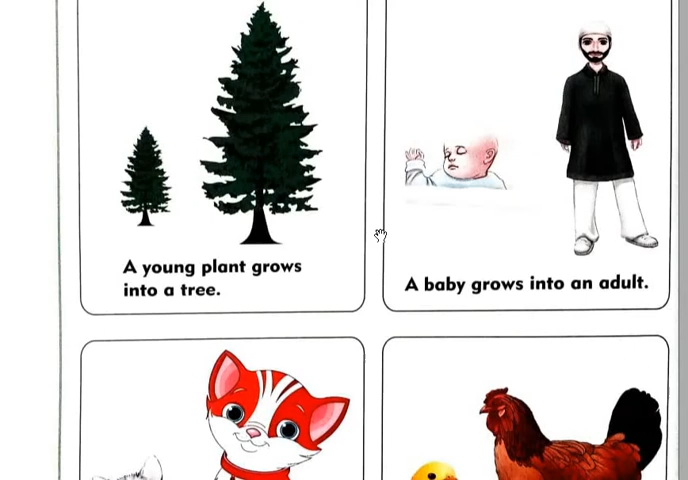 A young plant grows
into a tree.
A baby grows into an adult.